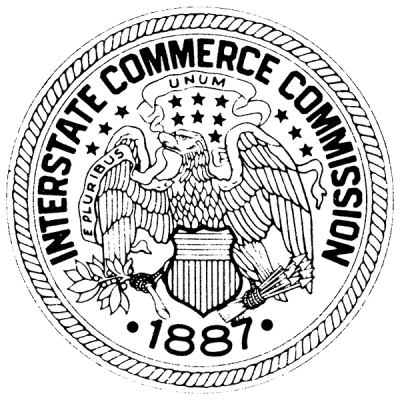 INTERSTATE COMMERCE COMMISSION
E PLURIBUS UNUM
• 1887 •